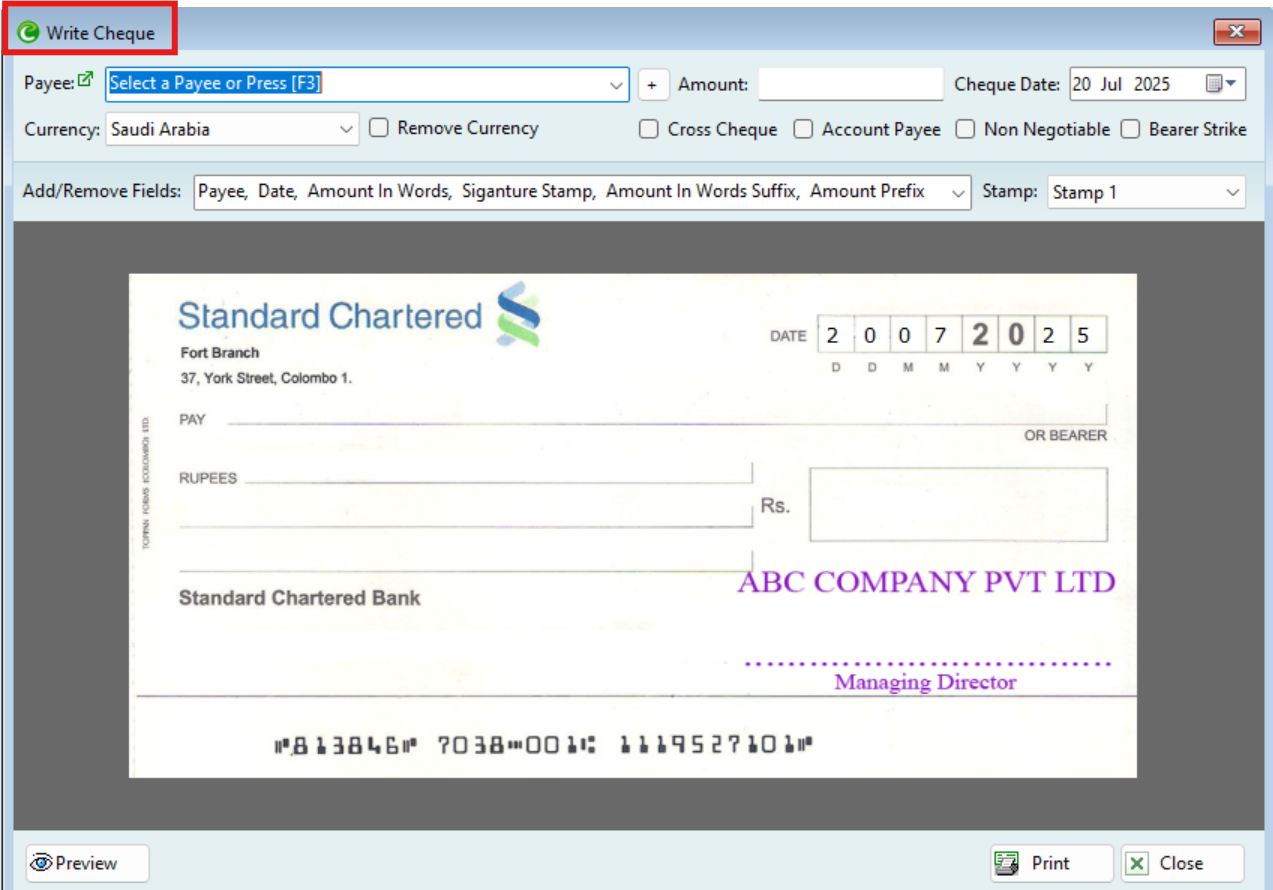 Write Cheque
Payee: Select a Payee or Press [F3] + Amount: Cheque Date: 20 Jul 2025
Currency: Saudi Arabia Remove Currency Cross Cheque Account Payee Non Negotiable Bearer Strike
Add/Remove Fields: Payee, Date, Amount In Words, Siganture Stamp, Amount In Words Suffix, Amount Prefix Stamp: Stamp 1
Standard Chartered
DATE 2 0 0 7 2 0 2 5
D D M M Y Y Y Y
Fort Branch
37, York Street, Colombo 1.
PAY
OR BEARER
TOPPAN FORMS (COLOMBO) LTD.
RUPEES
Rs.
ABC COMPANY PVT LTD
Standard Chartered Bank
Managing Director
⑈813846⑈ 7038⑉001⑆ 1119527101⑈
Preview Print Close